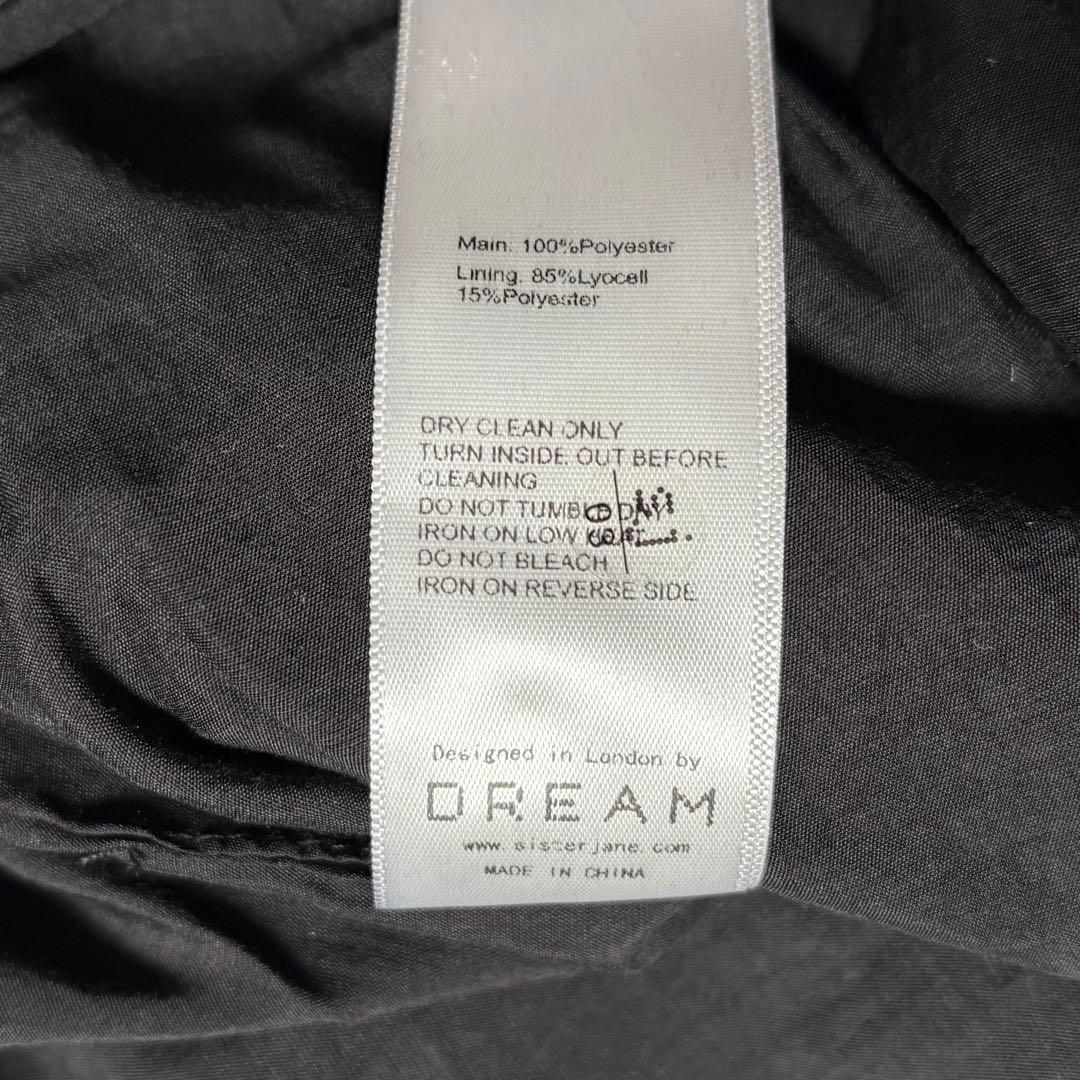 Main: 100%Polyester
Lining: 85%Lyocell
15%Polyester
DRY CLEAN ONLY
TURN INSIDE OUT BEFORE
CLEANING
DO NOT TUMBLE DRY
IRON ON LOW HEAT
DO NOT BLEACH
IRON ON REVERSE SIDE
Designed in London by
DREAM
www.sisterjane.com
MADE IN CHINA